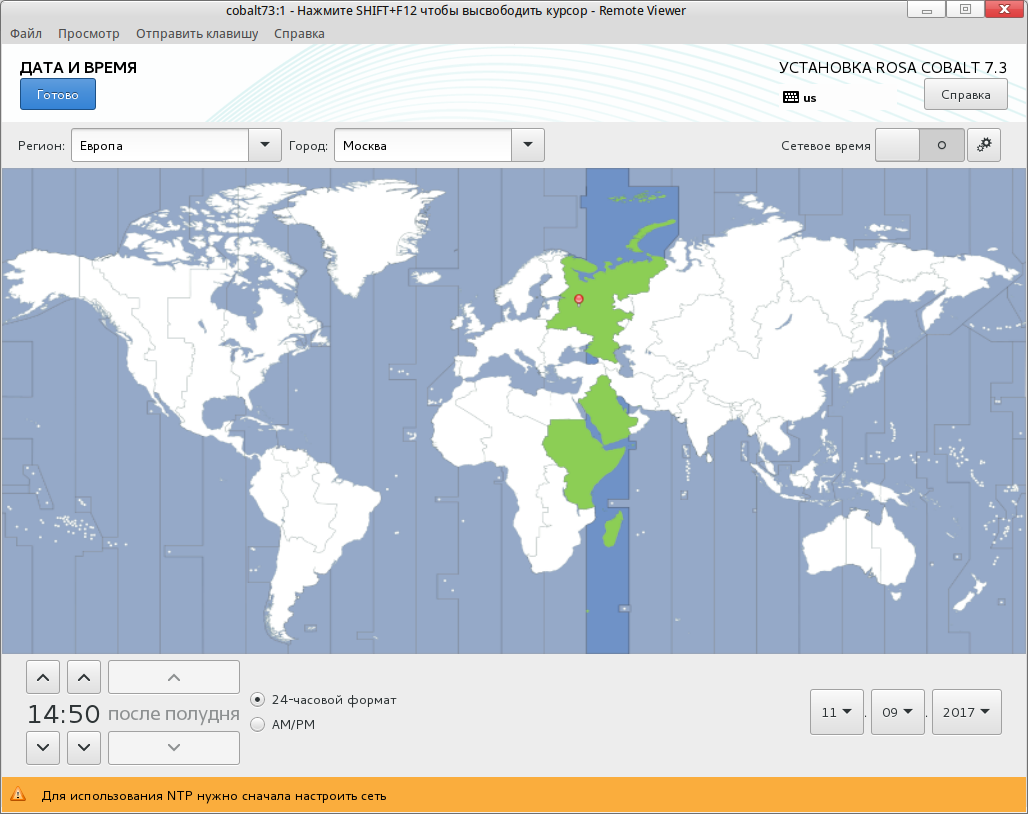 cobalt73:1 - Нажмите SHIFT+F12 чтобы высвободить курсор - Remote Viewer
Файл Просмотр Отправить клавишу Справка
ДАТА И ВРЕМЯ
УСТАНОВКА ROSA COBALT 7.3
Готово
us
Справка
Регион: Европа Город: Москва Сетевое время
14:50 после полудня
24-часовой формат
AM/PM
11 . 09 . 2017
Для использования NTP нужно сначала настроить сеть